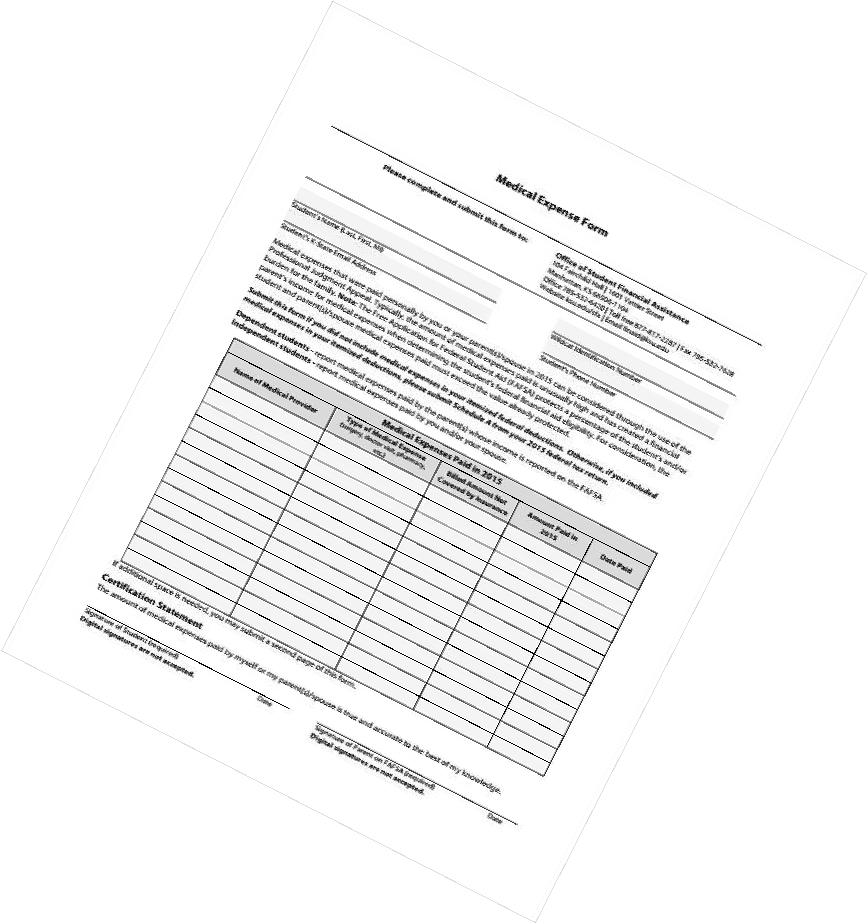 Medical Expense Form
Please complete and submit this form to:
Office of Student Financial Assistance
104 Fairchild Hall | 1601 Vattier Street
Manhattan, KS 66506-1104
Office 785-532-6420 | Toll free 877-817-2287 | Fax 785-532-7628
Website ksu.edu/sfa | Email finaid@ksu.edu
Student's Name (Last, First, MI)
Wildcat Identification Number
Student's K-State Email Address
Student's Phone Number
Medical expenses that were paid personally by you or your parent(s)/spouse in 2015 can be considered through the use of the
Professional Judgment Appeal. Typically, the amount of medical expenses paid is unusually high and has created a financial
burden for the family. Note: The Free Application for Federal Student Aid (FAFSA) protects a percentage of the student's and/or
parent's income for medical expenses when determining the student's federal financial aid eligibility. For consideration, the
student and parent(s)/spouse medical expenses paid must exceed the value already protected.
Submit this form if you did not include medical expenses in your itemized federal deductions. Otherwise, if you included
medical expenses in your itemized deductions, please submit Schedule A from your 2015 federal tax return.
Dependent students - report medical expenses paid by the parent(s) whose income is reported on the FAFSA.
Independent students - report medical expenses paid by you and/or your spouse.
Medical Expenses Paid in 2015
Name of Medical Provider
Type of Medical Expense
(surgery, doctor visit, pharmacy,
etc.)
Billed Amount Not
Covered by Insurance
Amount Paid in
2015
Date Paid
If additional space is needed, you may submit a second page of this form.
Certification Statement
The amount of medical expenses paid by myself or my parent(s)/spouse is true and accurate to the best of my knowledge.
Signature of Student (required)
Date
Digital signatures are not accepted.
Signature of Parent on FAFSA (required)
Date
Digital signatures are not accepted.